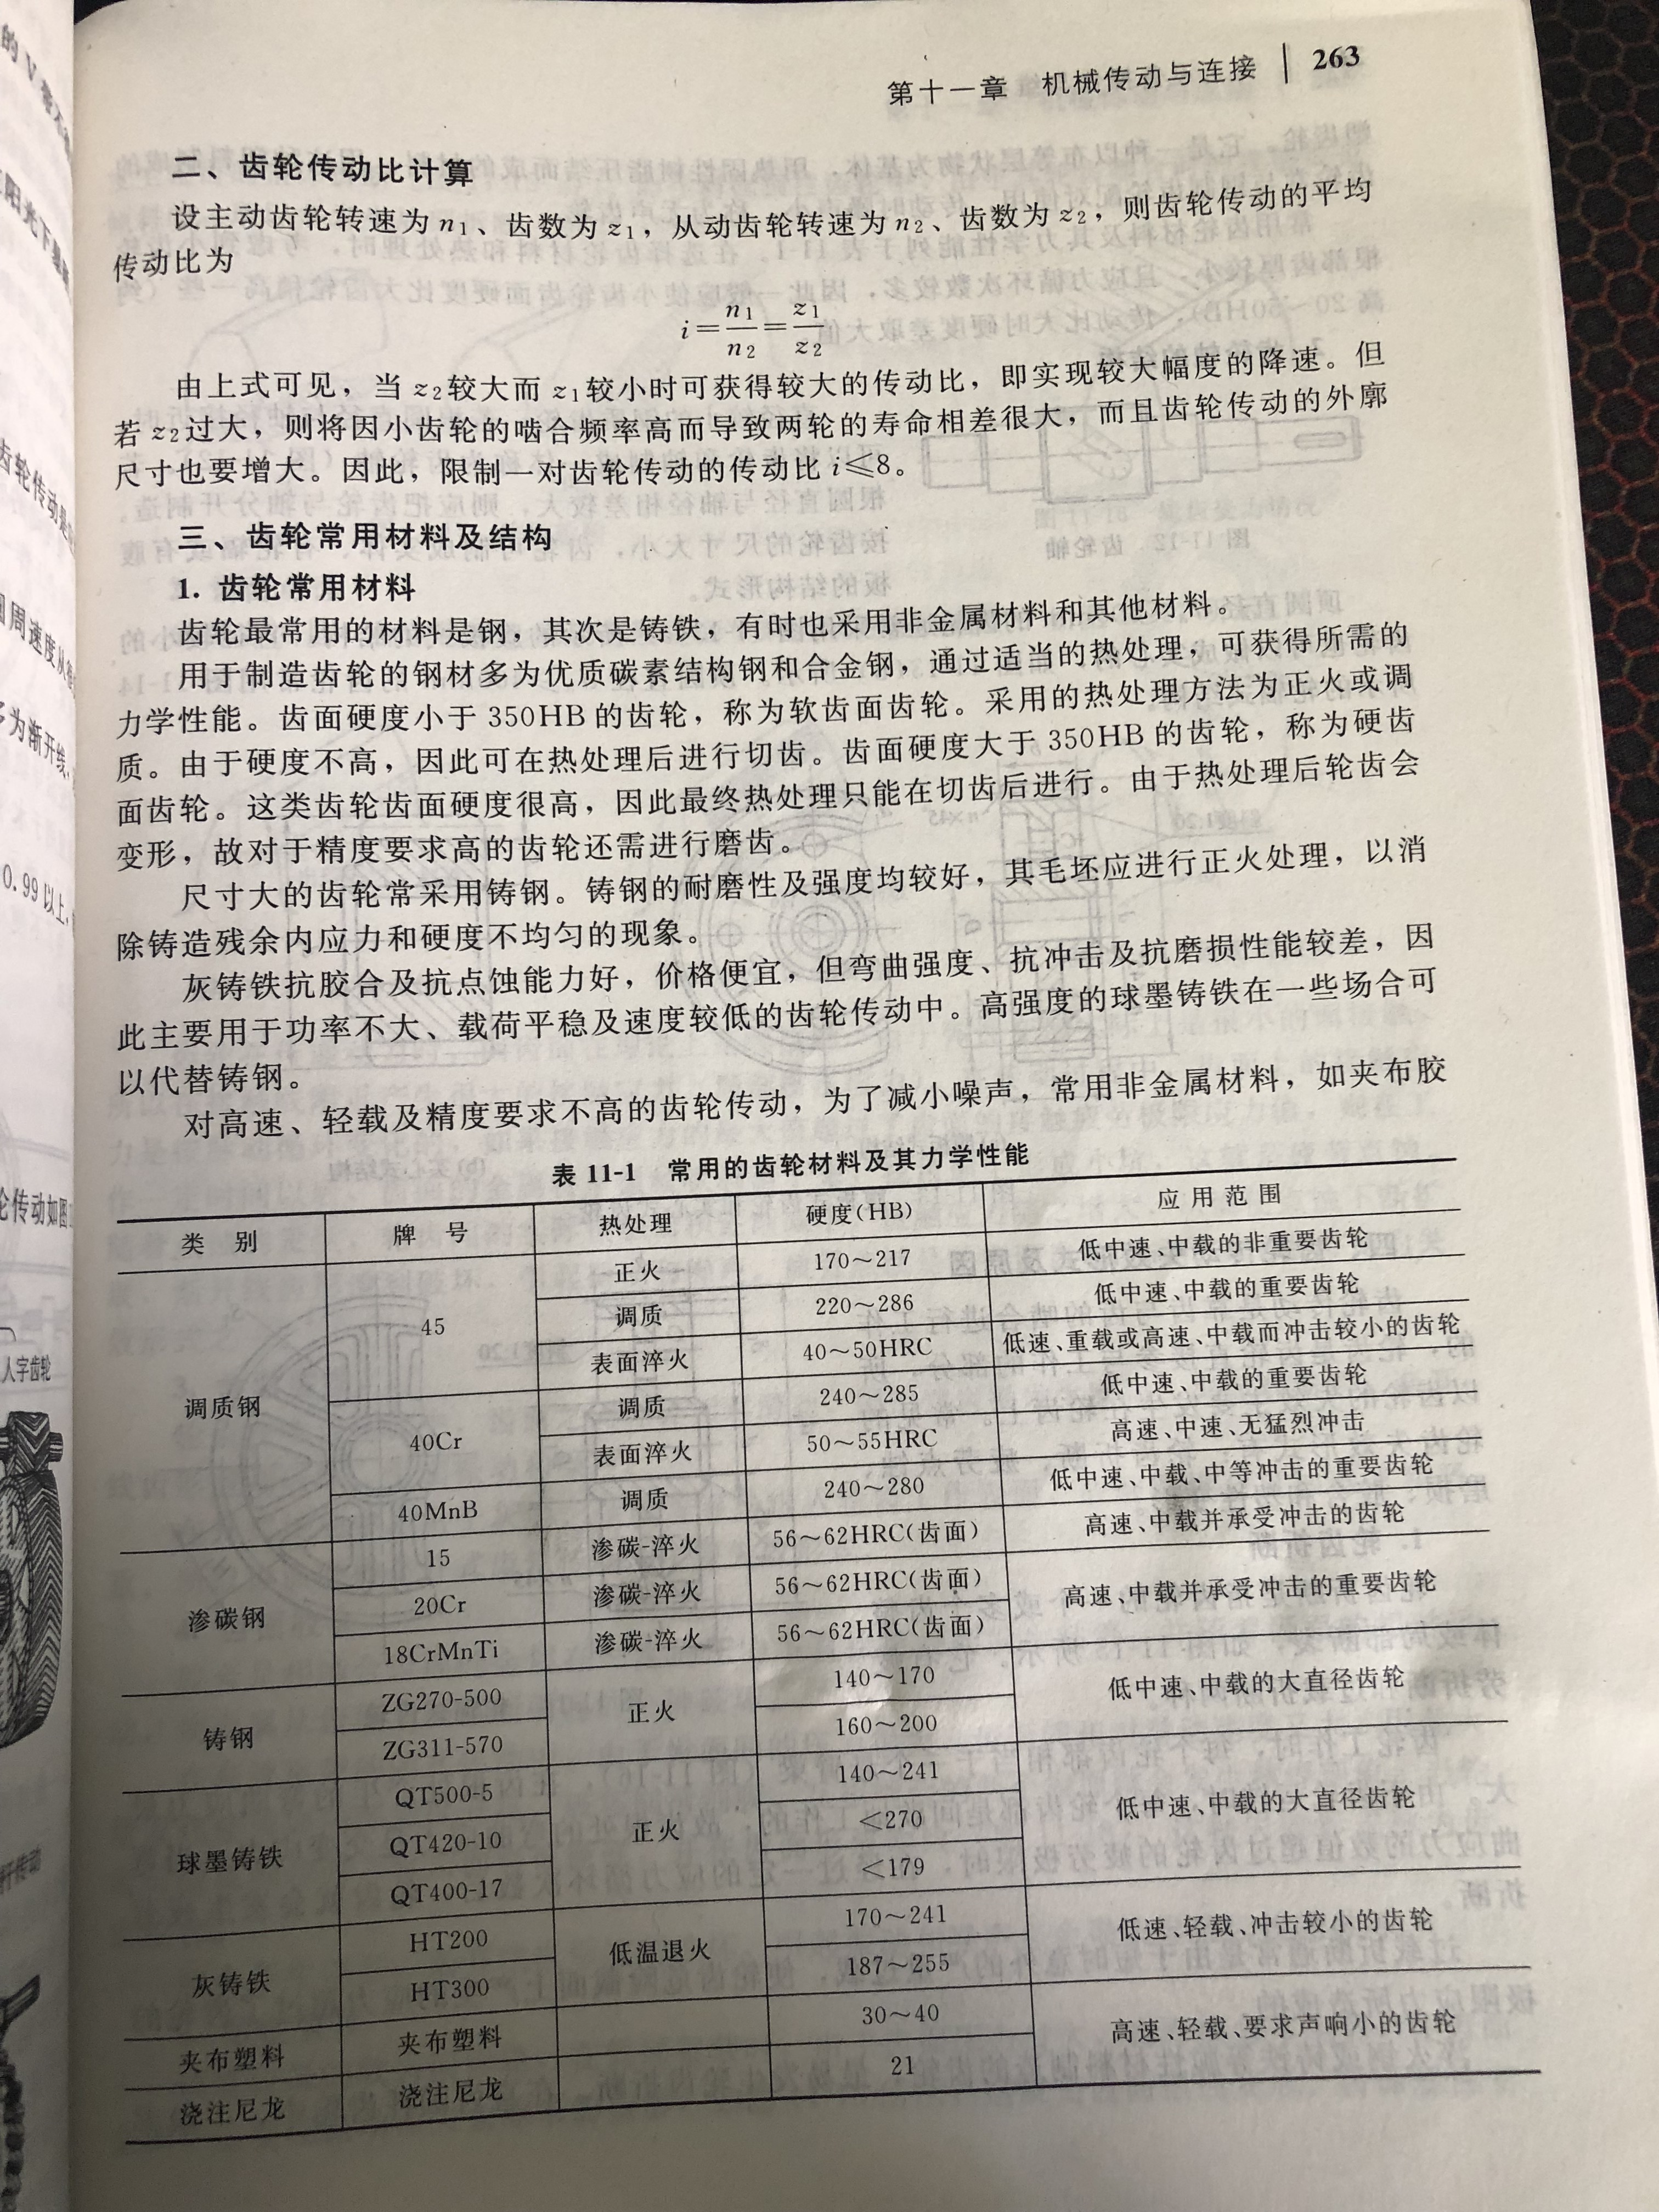 第十一章 机械传动与连接 | 263
二、齿轮传动比计算
设主动齿轮转速为 n1、齿数为 z1，从动齿轮转速为 n2、齿数为 z2，则齿轮传动的平均
传动比为
i=n1/n2=z1/z2
由上式可见，当 z2较大而 z1较小时可获得较大的传动比，即实现较大幅度的降速。但
若 z2过大，则将因小齿轮的啮合频率高而导致两轮的寿命相差很大，而且齿轮传动的外廓
尺寸也要增大。因此，限制一对齿轮传动的传动比 i≤8。
三、齿轮常用材料及结构
1. 齿轮常用材料
齿轮最常用的材料是钢，其次是铸铁，有时也采用非金属材料和其他材料。
用于制造齿轮的钢材多为优质碳素结构钢和合金钢，通过适当的热处理，可获得所需的
力学性能。齿面硬度小于 350HB 的齿轮，称为软齿面齿轮。采用的热处理方法为正火或调
质。由于硬度不高，因此可在热处理后进行切齿。齿面硬度大于 350HB 的齿轮，称为硬齿
面齿轮。这类齿轮齿面硬度很高，因此最终热处理只能在切齿后进行。由于热处理后轮齿会
变形，故对于精度要求高的齿轮还需进行磨齿。
尺寸大的齿轮常采用铸钢。铸钢的耐磨性及强度均较好，其毛坯应进行正火处理，以消
除铸造残余内应力和硬度不均匀的现象。
灰铸铁抗胶合及抗点蚀能力好，价格便宜，但弯曲强度、抗冲击及抗磨损性能较差，因
此主要用于功率不大、载荷平稳及速度较低的齿轮传动中。高强度的球墨铸铁在一些场合可
以代替铸钢。
对高速、轻载及精度要求不高的齿轮传动，为了减小噪声，常用非金属材料，如夹布胶
表 11-1 常用的齿轮材料及其力学性能
类 别 牌 号 热处理 硬度(HB) 应用范围
调质钢 45 正火 170～217 低中速、中载的非重要齿轮
调质 220～286 低中速、中载的重要齿轮
表面淬火 40～50HRC 低速、重载或高速、中载而冲击较小的齿轮
40Cr 调质 240～285 低中速、中载的重要齿轮
表面淬火 50～55HRC 高速、中速、无猛烈冲击
40MnB 调质 240～280 低中速、中载、中等冲击的重要齿轮
渗碳钢 15 渗碳-淬火 56～62HRC(齿面) 高速、中载并承受冲击的齿轮
20Cr 渗碳-淬火 56～62HRC(齿面) 高速、中载并承受冲击的重要齿轮
18CrMnTi 渗碳-淬火 56～62HRC(齿面)
铸钢 ZG270-500 正火 140～170 低中速、中载的大直径齿轮
ZG311-570 160～200
球墨铸铁 QT500-5 正火 140～241 低中速、中载的大直径齿轮
QT420-10 <270
QT400-17 <179
灰铸铁 HT200 低温退火 170～241 低速、轻载、冲击较小的齿轮
HT300 187～255
夹布塑料 夹布塑料 30～40 高速、轻载、要求声响小的齿轮
浇注尼龙 浇注尼龙 21
的 V
阳光下
齿轮传动
周速度从
为渐开线、
0.99 以上，
传动如图
人字齿轮